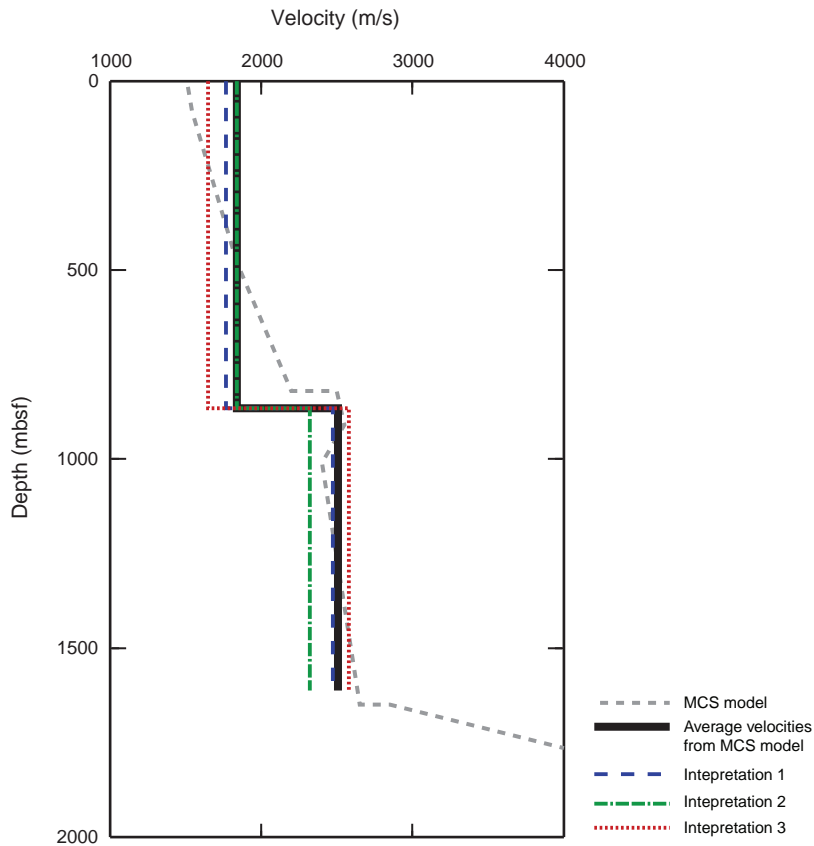 Velocity (m/s)
1000 2000 3000 4000
0
500
1000
1500
2000
Depth (mbsf)
MCS model
Average velocities
from MCS model
Intepretation 1
Intepretation 2
Intepretation 3